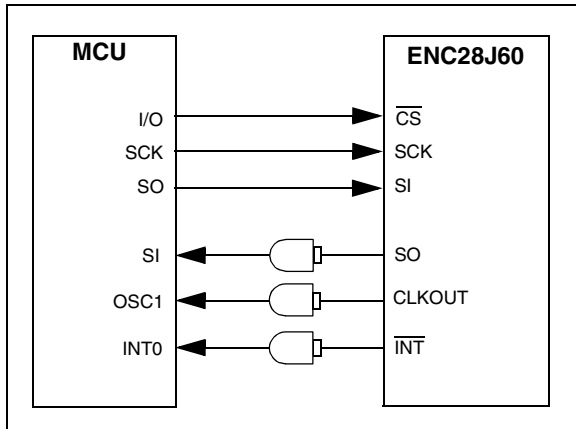 MCU
ENC28J60
I/O
CS
SCK
SCK
SO
SI
SI
SO
OSC1
CLKOUT
INT0
INT